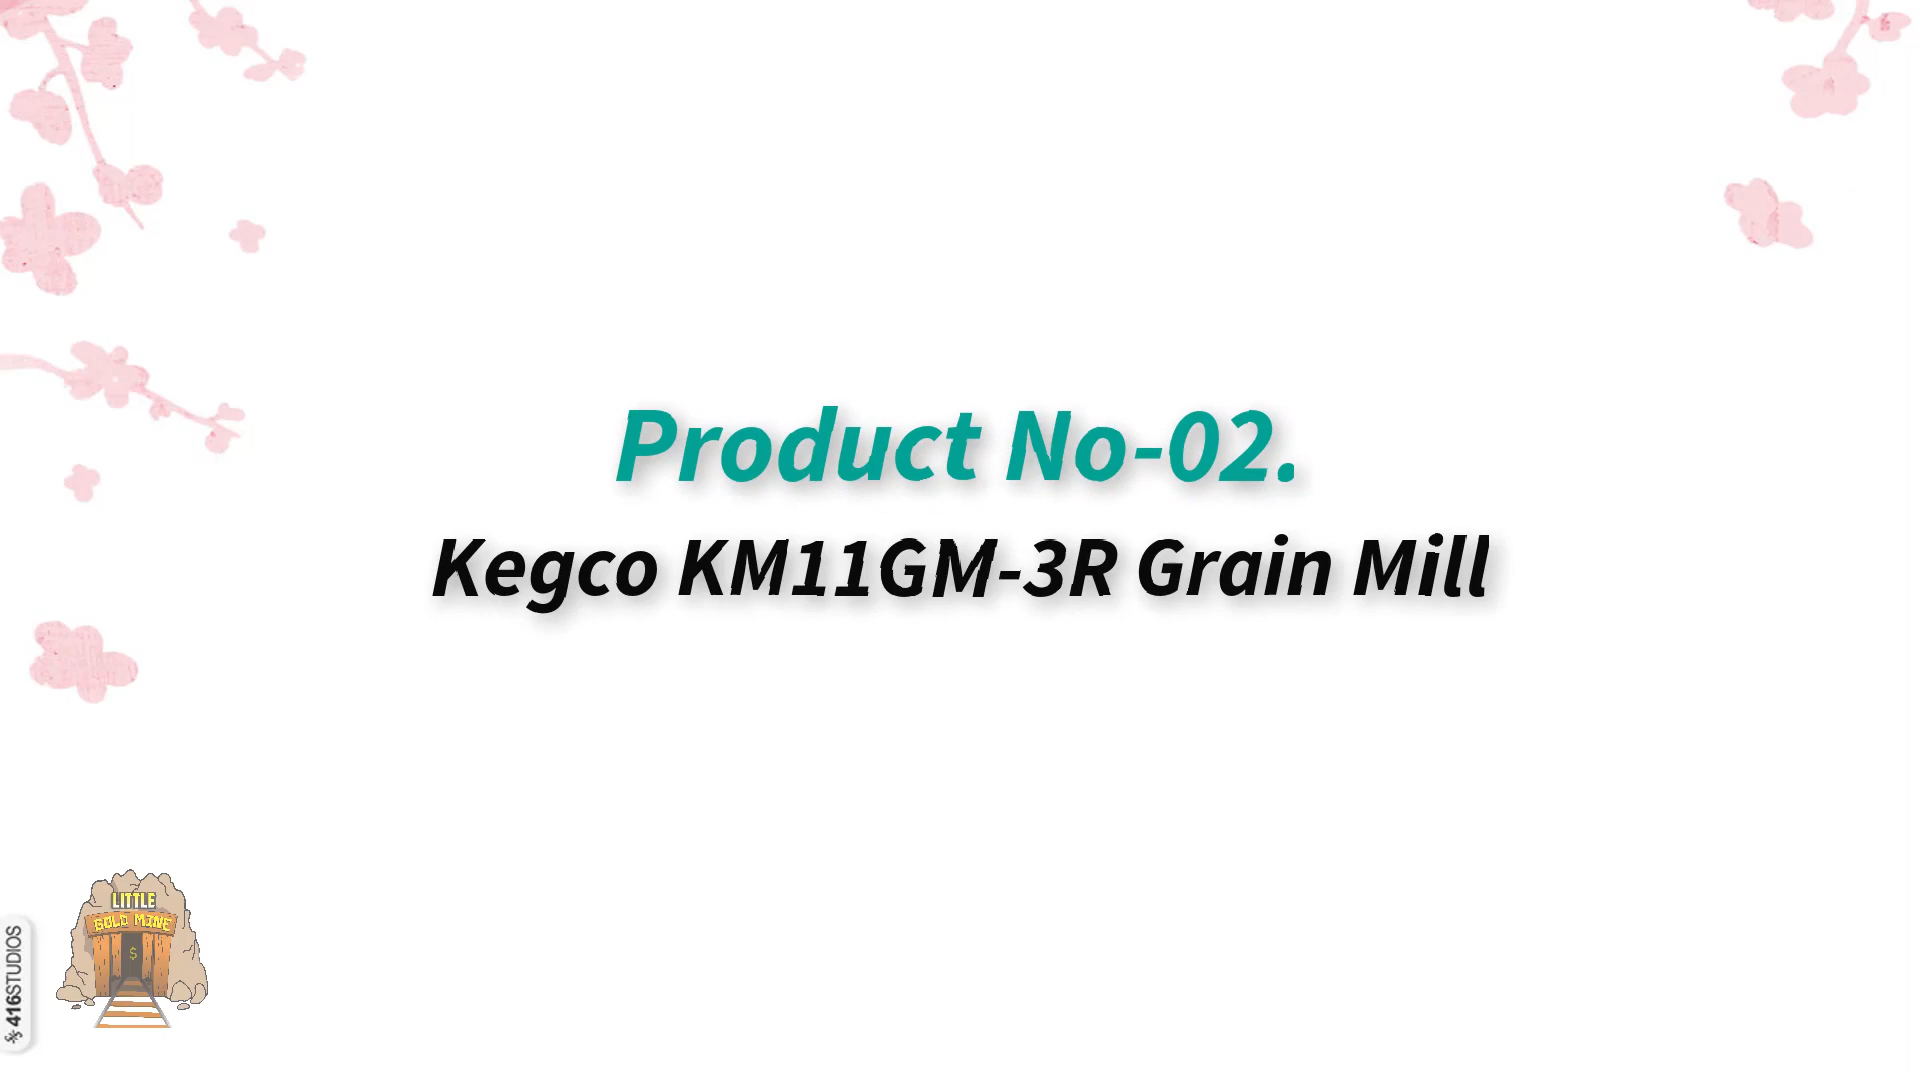 Product No-02.
Kegco KM11GM-3R Grain Mill
LITTLE
GOLD MINE
$
416STUDIOS